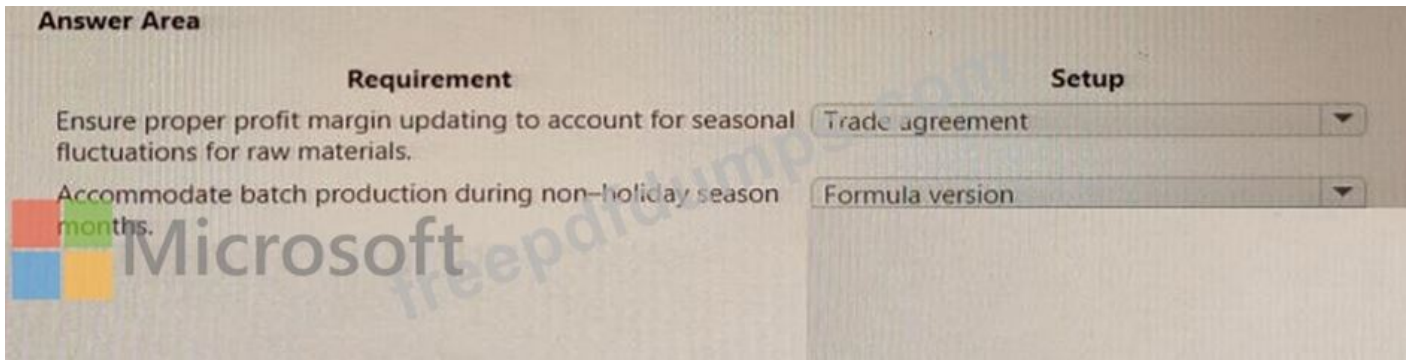 Answer Area
Requirement
Setup
Ensure proper profit margin updating to account for seasonal
fluctuations for raw materials.
Trade agreement
Accommodate batch production during non-holiday season
months.
Formula version
Microsoft
freepdfdumps.com